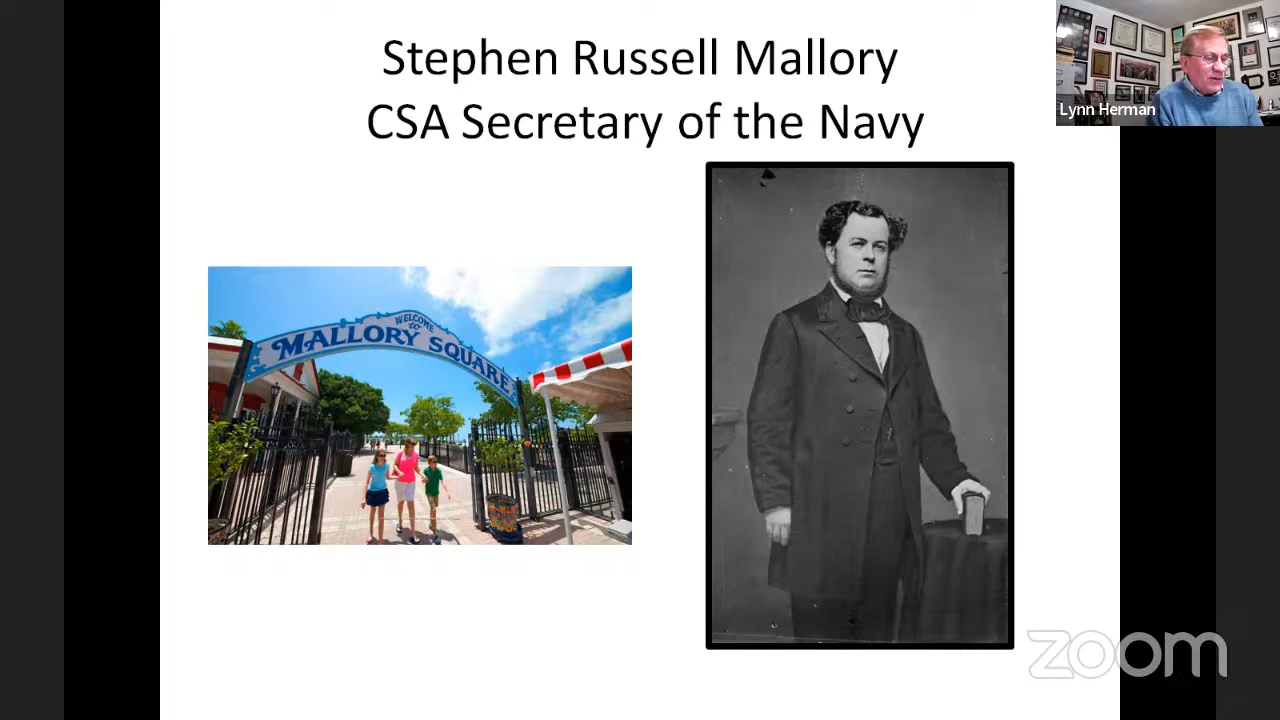 Stephen Russell Mallory
CSA Secretary of the Navy
Lynn Herman
WELCOME
to
MALLORY SQUARE
zoom